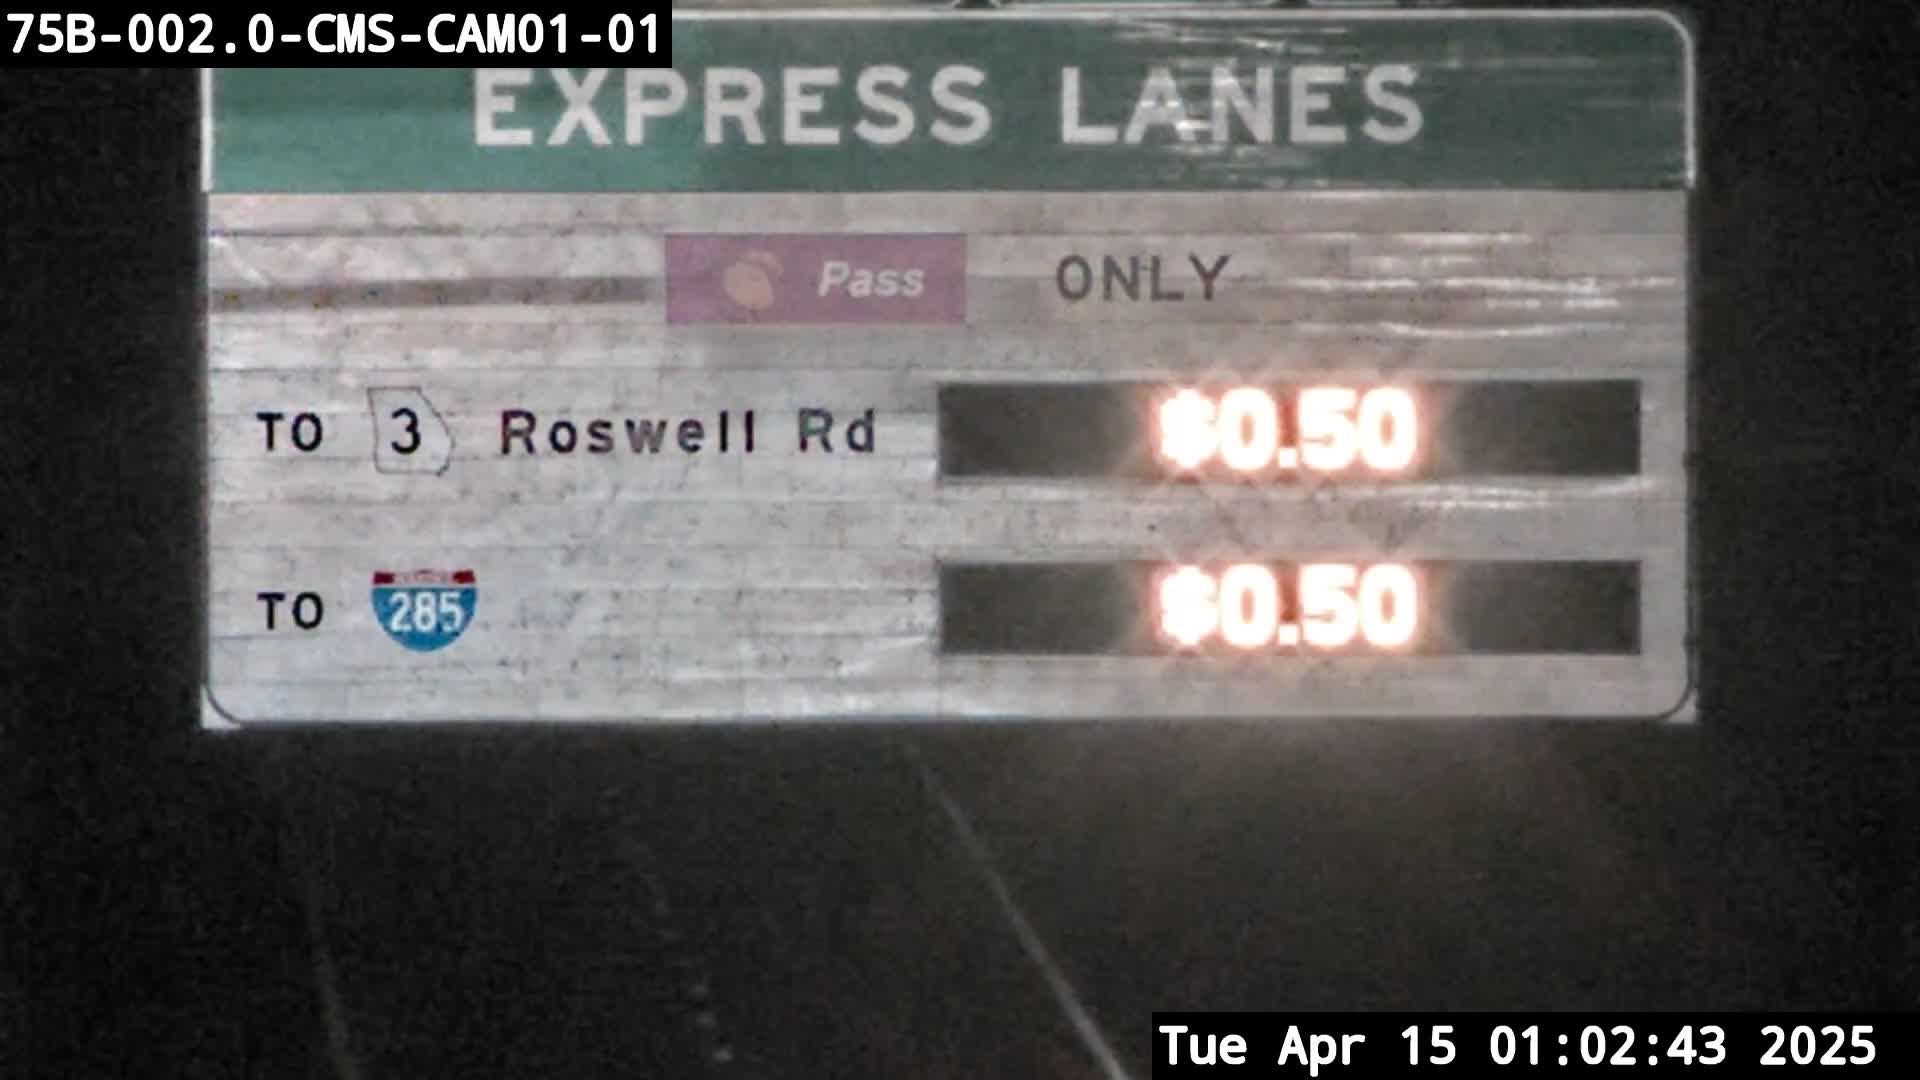 75B-002.0-CMS-CAM01-01
EXPRESS LANES
Pass ONLY
TO 3 Roswell Rd $0.50
TO 285 $0.50
Tue Apr 15 01:02:43 2025